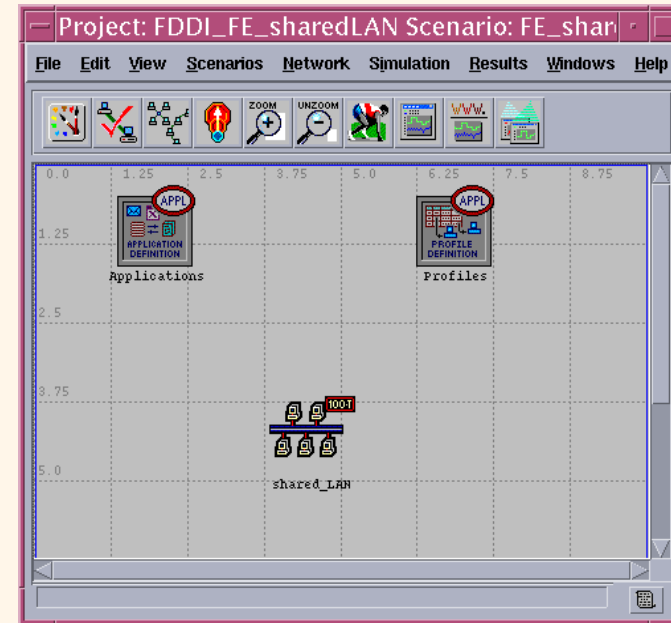 Project: FDDI_FE_sharedLAN Scenario: FE_shar
File Edit View Scenarios Network Simulation Results Windows Help
ZOOM UNZOOM WWW.
0.0 1.25 2.5 3.75 5.0 6.25 7.5 8.75
APPL APPL
1.25
APPLICATION DEFINITION PROFILE DEFINITION
Applications Profiles
2.5
3.75
100T
5.0
shared_LAN